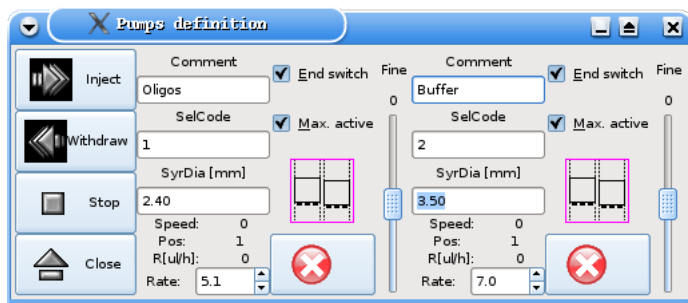 Pumps definition
Inject
Withdraw
Stop
Close
Comment
Oligos
SelCode
1
SyrDia [mm]
2.40
Speed: 0
Pos: 1
R[ul/h]: 0
Rate: 5.1
End switch
Max. active
Fine
0
Comment
Buffer
SelCode
2
SyrDia [mm]
3.50
Speed: 0
Pos: 1
R[ul/h]: 0
Rate: 7.0
End switch
Max. active
Fine
0